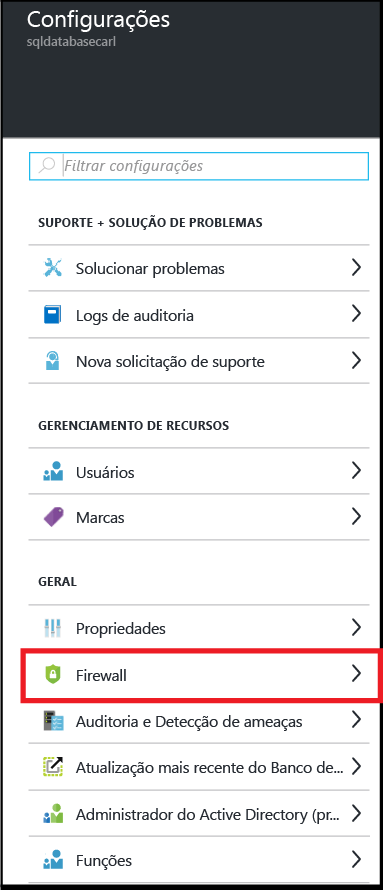 Configurações
sqldatabasecarl
Filtrar configurações
SUPORTE + SOLUÇÃO DE PROBLEMAS
Solucionar problemas
Logs de auditoria
Nova solicitação de suporte
GERENCIAMENTO DE RECURSOS
Usuários
Marcas
GERAL
Propriedades
Firewall
Auditoria e Detecção de ameaças
Atualização mais recente do Banco de...
Administrador do Active Directory (pr...
Funções